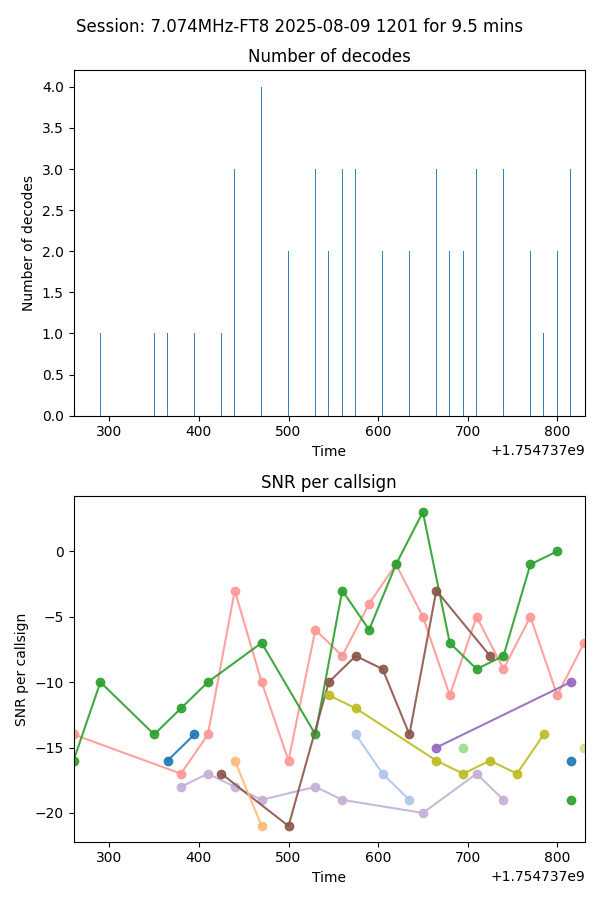 Session: 7.074MHz-FT8 2025-08-09 1201 for 9.5 mins
Number of decodes
Number of decodes
4.0
3.5
3.0
2.5
2.0
1.5
1.0
0.5
0.0
300 400 500 600 700 800
Time
+1.754737e9
SNR per callsign
SNR per callsign
0
−5
−10
−15
−20
300 400 500 600 700 800
Time
+1.754737e9